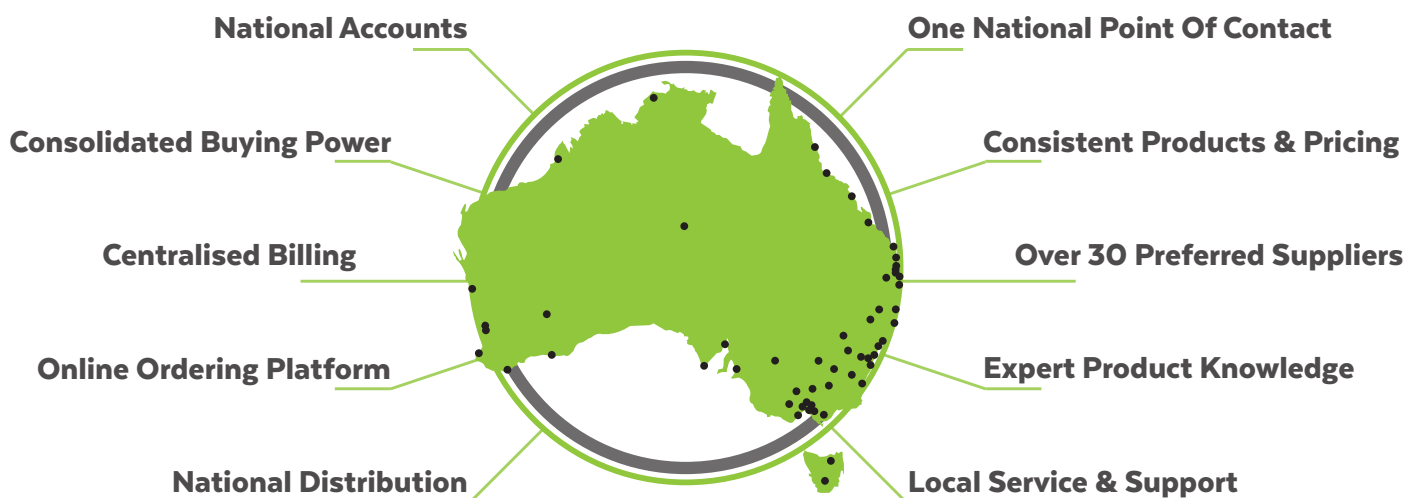 National Accounts
One National Point Of Contact
Consolidated Buying Power
Consistent Products & Pricing
Centralised Billing
Over 30 Preferred Suppliers
Online Ordering Platform
Expert Product Knowledge
National Distribution
Local Service & Support